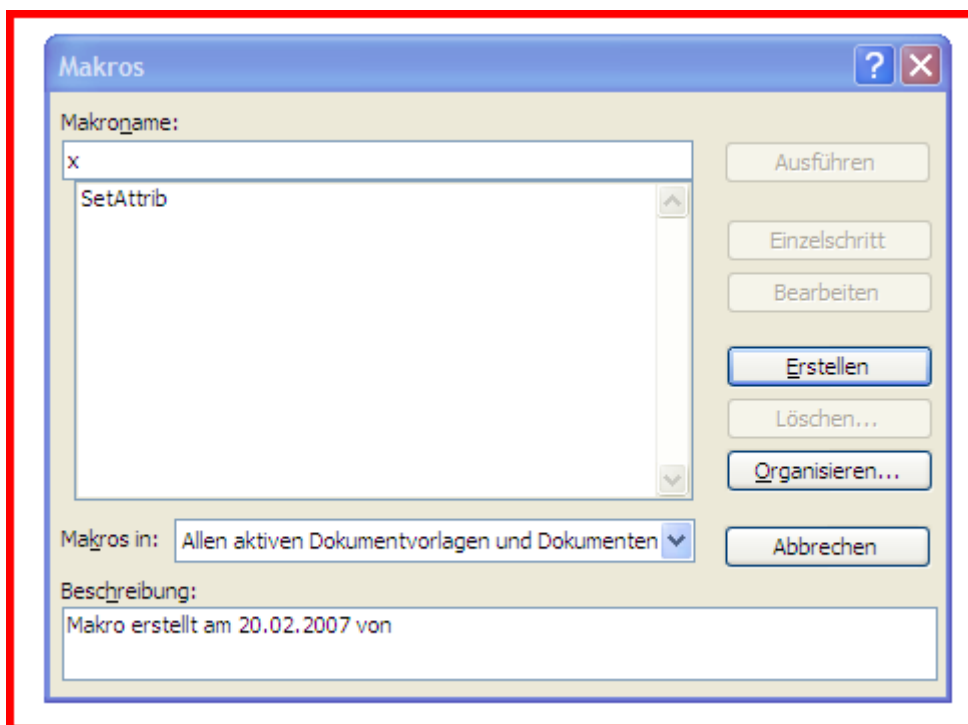 Makros
Makroname:
x
Ausführen
SetAttrib
Einzelschritt
Bearbeiten
Erstellen
Löschen...
Organisieren...
Makros in: Allen aktiven Dokumentvorlagen und Dokumenten
Abbrechen
Beschreibung:
Makro erstellt am 20.02.2007 von